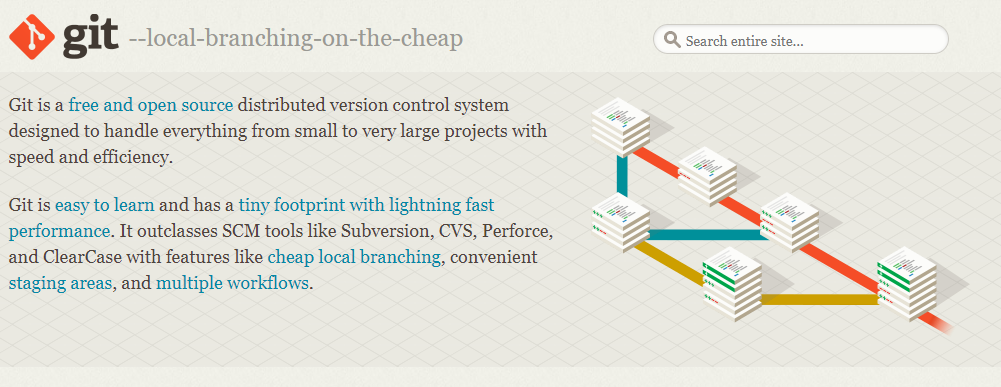 git --local-branching-on-the-cheap
Search entire site...
Git is a free and open source distributed version control system
designed to handle everything from small to very large projects with
speed and efficiency.
Git is easy to learn and has a tiny footprint with lightning fast
performance. It outclasses SCM tools like Subversion, CVS, Perforce,
and ClearCase with features like cheap local branching, convenient
staging areas, and multiple workflows.